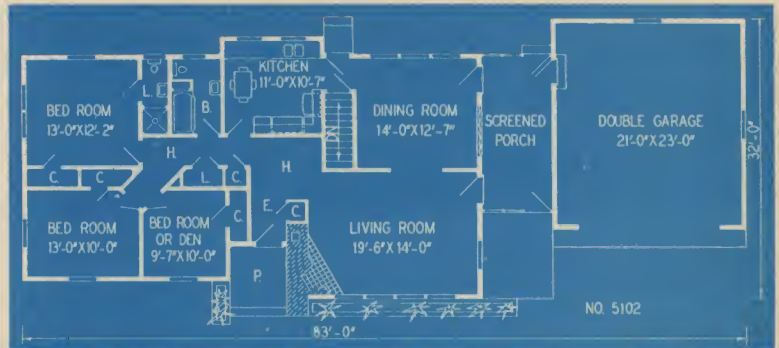 KITCHEN
11'-0"X10'-7"
L.
B.
BED ROOM
13'-0"X12'-2"
DN
DINING ROOM
14'-0"X12'-7"
SCREENED
PORCH
DOUBLE GARAGE
21'-0"X23'-0"
32'-0"
H.
H.
C.
C.
L.
C.
BED ROOM
13'-0"X10'-0"
BED ROOM
OR DEN
9'-7"X10'-0"
C.
E.
C.
LIVING ROOM
19'-6"X14'-0"
P.
NO. 5102
83'-0"